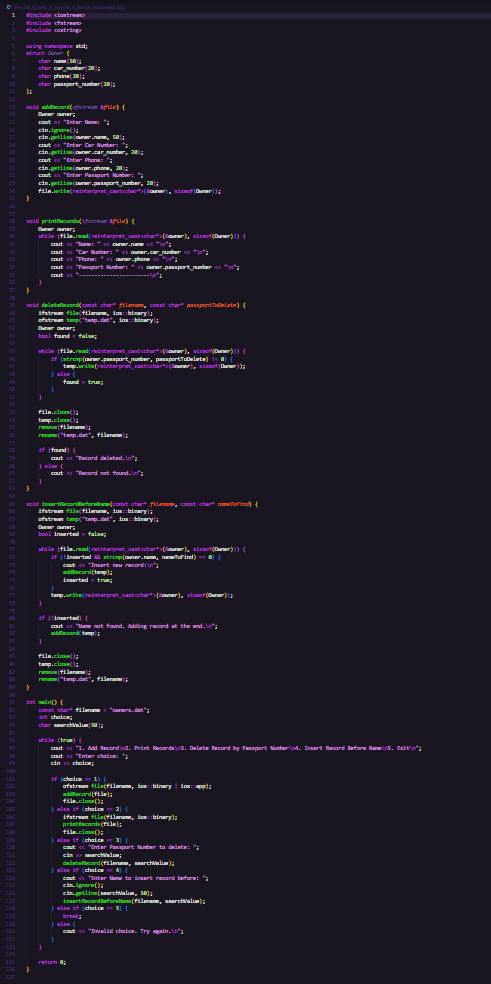 #include <iostream>
#include <fstream>
#include <cstring>
using namespace std;
struct Owner {
char name[50];
char car_number[20];
char phone[20];
char passport_number[20];
};
void addRecord(ofstream &file) {
Owner owner;
cout << "Enter Name: ";
cin.ignore();
cin.getline(owner.name, 50);
cout << "Enter Car Number: ";
cin.getline(owner.car_number, 20);
cout << "Enter Phone: ";
cin.getline(owner.phone, 20);
cout << "Enter Passport Number: ";
cin.getline(owner.passport_number, 20);
file.write(reinterpret_cast<char*>(&owner), sizeof(Owner));
}
void printRecords(ifstream &file) {
Owner owner;
while (file.read(reinterpret_cast<char*>(&owner), sizeof(Owner))) {
cout << "Name: " << owner.name << "\n";
cout << "Car Number: " << owner.car_number << "\n";
cout << "Phone: " << owner.phone << "\n";
cout << "Passport Number: " << owner.passport_number << "\n";
cout << "-----------------------\n";
}
}
void deleteRecord(const char* filename, const char* passportToDelete) {
ifstream file(filename, ios::binary);
ofstream temp("temp.dat", ios::binary);
Owner owner;
bool found = false;
while (file.read(reinterpret_cast<char*>(&owner), sizeof(Owner))) {
if (strcmp(owner.passport_number, passportToDelete) != 0) {
temp.write(reinterpret_cast<char*>(&owner), sizeof(Owner));
} else {
found = true;
}
}
file.close();
temp.close();
remove(filename);
rename("temp.dat", filename);
if (found) {
cout << "Record deleted.\n";
} else {
cout << "Record not found.\n";
}
}
void insertRecordBeforeName(const char* filename, const char* nameToFind) {
ifstream file(filename, ios::binary);
ofstream temp("temp.dat", ios::binary);
Owner owner;
bool inserted = false;
while (file.read(reinterpret_cast<char*>(&owner), sizeof(Owner))) {
if (!inserted && strcmp(owner.name, nameToFind) == 0) {
cout << "Insert new record:\n";
addRecord(temp);
inserted = true;
}
temp.write(reinterpret_cast<char*>(&owner), sizeof(Owner));
}
if (!inserted) {
cout << "Name not found. Adding record at the end.\n";
addRecord(temp);
}
file.close();
temp.close();
remove(filename);
rename("temp.dat", filename);
}
int main() {
const char* filename = "owners.dat";
int choice;
char searchValue[50];
while (true) {
cout << "1. Add Record\n2. Print Records\n3. Delete Record by Passport Number\n4. Insert Record Before Name\n5. Exit\n";
cout << "Enter choice: ";
cin >> choice;
if (choice == 1) {
ofstream file(filename, ios::binary | ios::app);
addRecord(file);
file.close();
} else if (choice == 2) {
ifstream file(filename, ios::binary);
printRecords(file);
file.close();
} else if (choice == 3) {
cout << "Enter Passport Number to delete: ";
cin >> searchValue;
deleteRecord(filename, searchValue);
} else if (choice == 4) {
cout << "Enter Name to insert record before: ";
cin.ignore();
cin.getline(searchValue, 50);
insertRecordBeforeName(filename, searchValue);
} else if (choice == 5) {
break;
} else {
cout << "Invalid choice. Try again.\n";
}
}
return 0;
}